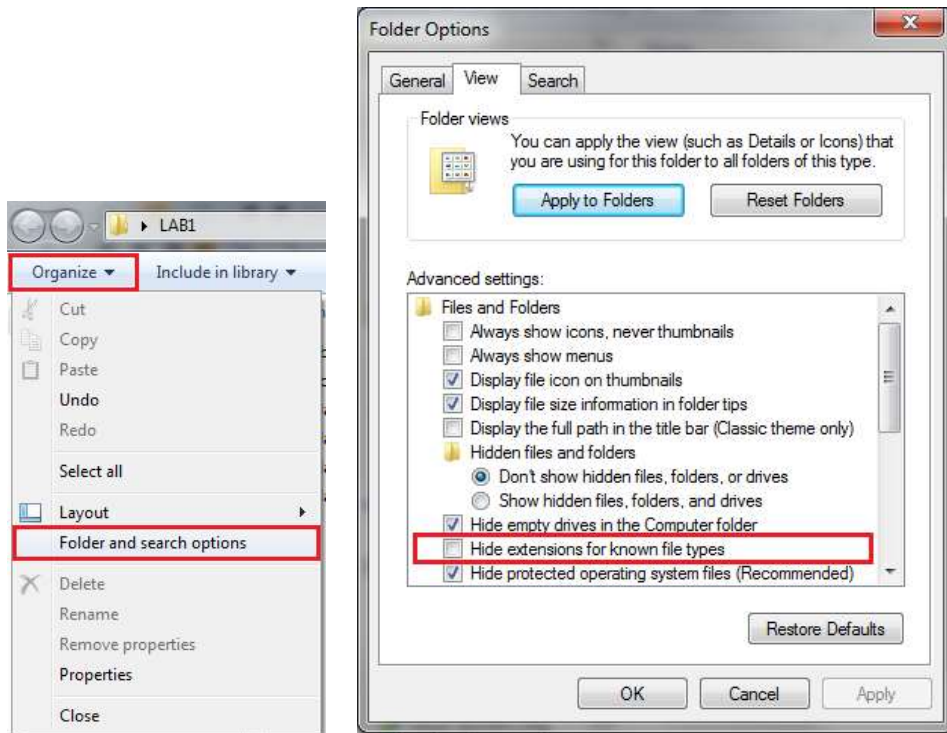 LAB1
Organize
Include in library
Cut
Copy
Paste
Undo
Redo
Select all
Layout
Folder and search options
Delete
Rename
Remove properties
Properties
Close
Folder Options
General View Search
Folder views
You can apply the view (such as Details or Icons) that
you are using for this folder to all folders of this type.
Apply to Folders Reset Folders
Advanced settings:
Files and Folders
Always show icons, never thumbnails
Always show menus
Display file icon on thumbnails
Display file size information in folder tips
Display the full path in the title bar (Classic theme only)
Hidden files and folders
Don't show hidden files, folders, or drives
Show hidden files, folders, and drives
Hide empty drives in the Computer folder
Hide extensions for known file types
Hide protected operating system files (Recommended)
Restore Defaults
OK Cancel Apply